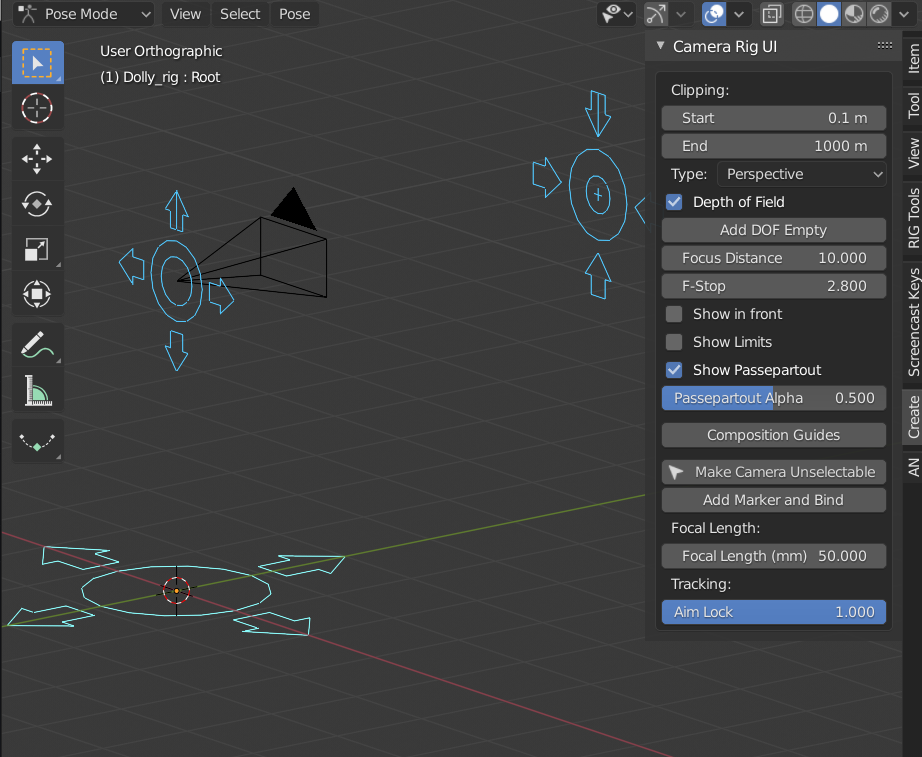 Pose Mode View Select Pose
User Orthographic
(1) Dolly_rig : Root
Camera Rig UI
Clipping:
Start 0.1 m
End 1000 m
Type: Perspective
Depth of Field
Add DOF Empty
Focus Distance 10.000
F-Stop 2.800
Show in front
Show Limits
Show Passepartout
Passepartout Alpha 0.500
Composition Guides
Make Camera Unselectable
Add Marker and Bind
Focal Length:
Focal Length (mm) 50.000
Tracking:
Aim Lock 1.000
Item
Tool
View
RIG Tools
Screencast Keys
Create
AN